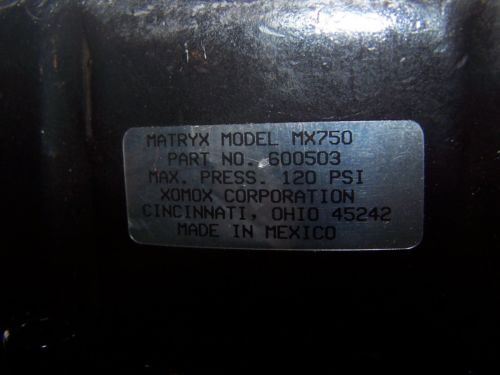 MATRYX MODEL MX750
PART NO. 600503
MAX. PRESS. 120 PSI
XOMOX CORPORATION
CINCINNATI, OHIO 45242
MADE IN MEXICO